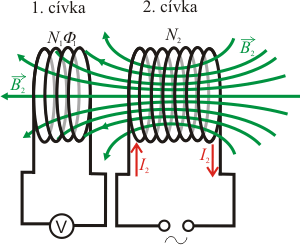 1. cívka 2. cívka
N₁Φ₁ N₂
B₂
B₂
I₂ I₂
V
~